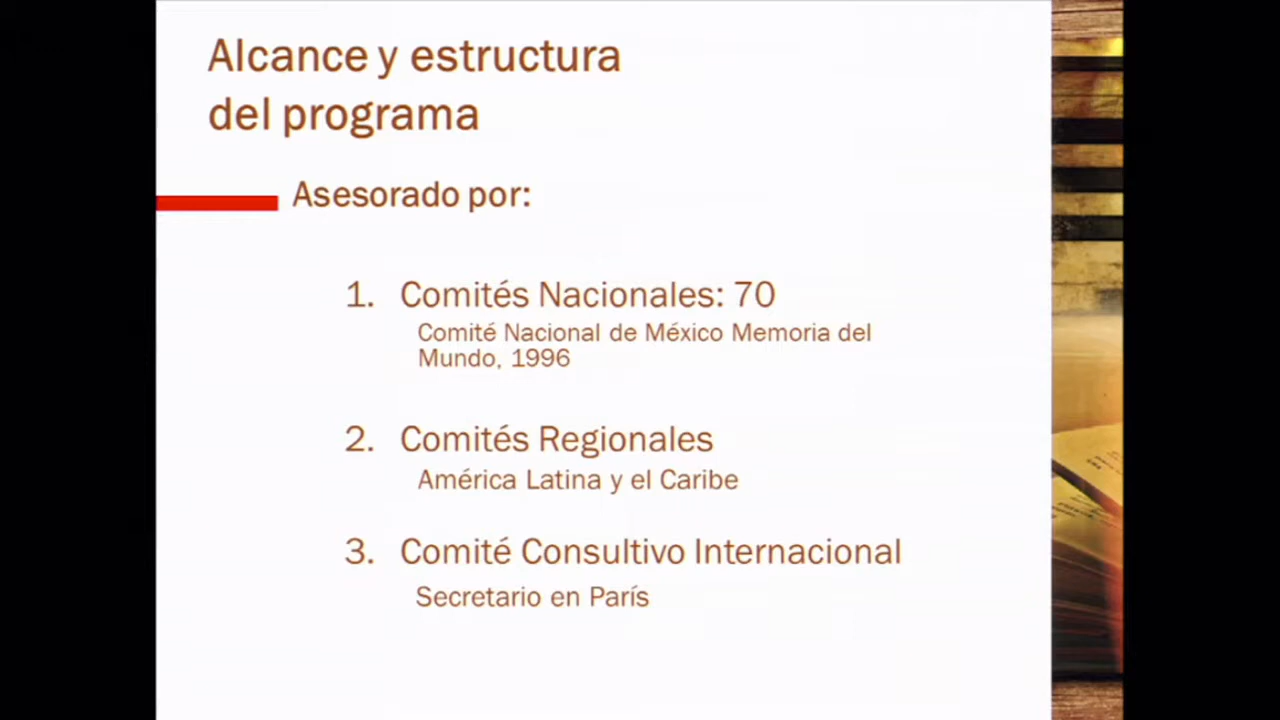 Alcance y estructura
del programa
Asesorado por:
1. Comités Nacionales: 70
Comité Nacional de México Memoria del
Mundo, 1996
2. Comités Regionales
América Latina y el Caribe
3. Comité Consultivo Internacional
Secretario en París